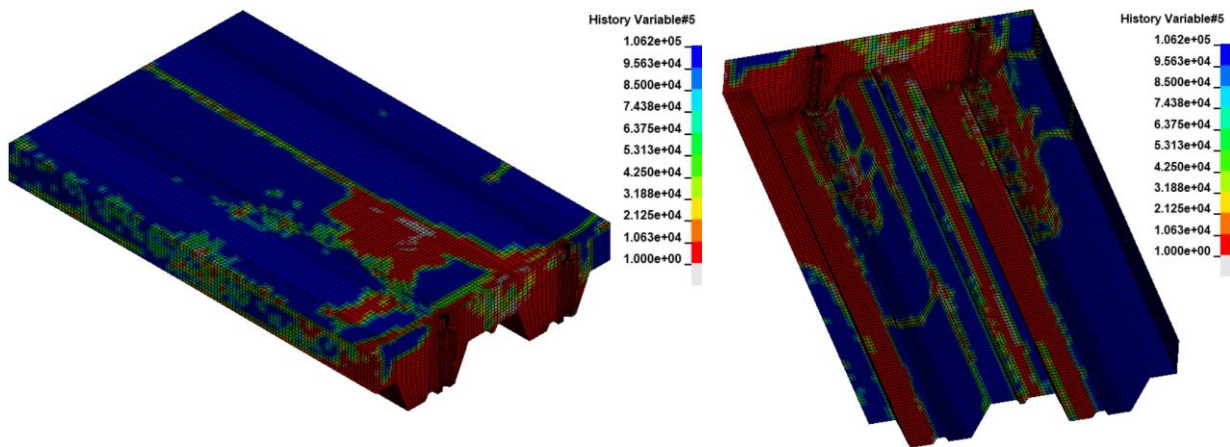 History Variable#5
1.062e+05
9.563e+04
8.500e+04
7.438e+04
6.375e+04
5.313e+04
4.250e+04
3.188e+04
2.125e+04
1.063e+04
1.000e+00
History Variable#5
1.062e+05
9.563e+04
8.500e+04
7.438e+04
6.375e+04
5.313e+04
4.250e+04
3.188e+04
2.125e+04
1.063e+04
1.000e+00